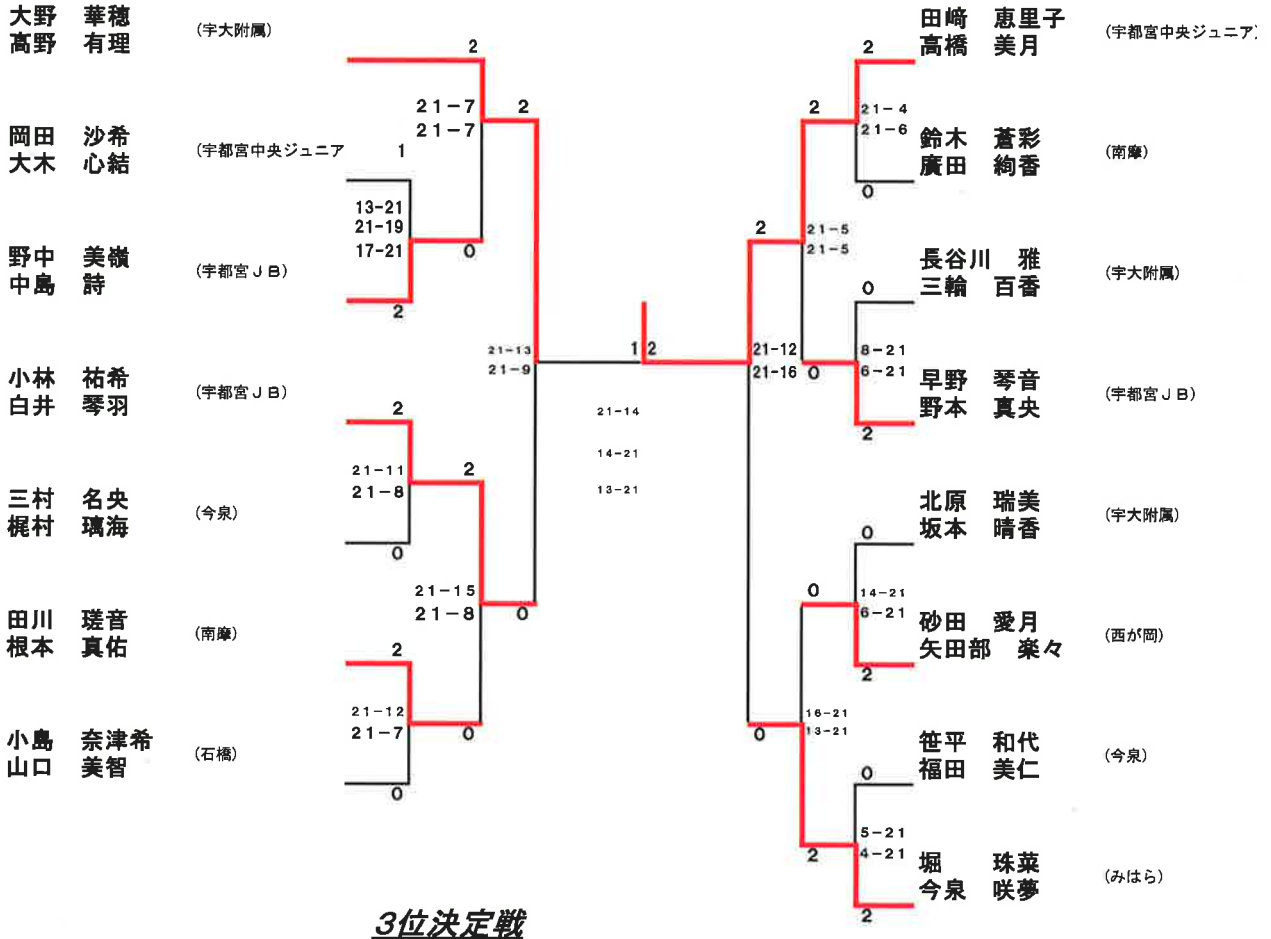 大野　華穂
髙野　有理
(宇大附属)
2
21-7
21-7
2
岡田　沙希
大木　心結
(宇都宮中央ジュニア
1
13-21
21-19
17-21
0
野中　美嶺
中島　詩
(宇都宮ＪＢ)
2
21-13
21-9
小林　祐希
白井　琴羽
(宇都宮ＪＢ)
2
21-11
21-8
2
三村　名央
梶村　璃海
(今泉)
0
21-15
21-8
0
田川　瑳音
根本　真佑
(南摩)
2
21-12
21-7
0
小島　奈津希
山口　美智
(石橋)
0
1
2
21-14
14-21
13-21
田﨑　恵里子
高橋　美月
(宇都宮中央ジュニア)
2
21-4
21-6
2
鈴木　蒼彩
廣田　絢香
(南摩)
0
2
21-5
21-5
長谷川　雅
三輪　百香
(宇大附属)
0
8-21
6-21
21-12
21-16
0
早野　琴音
野本　真央
(宇都宮ＪＢ)
2
北原　瑞美
坂本　晴香
(宇大附属)
0
14-21
6-21
0
砂田　愛月
矢田部　楽々
(西が岡)
2
16-21
13-21
0
笹平　和代
福田　美仁
(今泉)
0
5-21
4-21
2
堀　珠菜
今泉　咲夢
(みはら)
2
3位決定戦